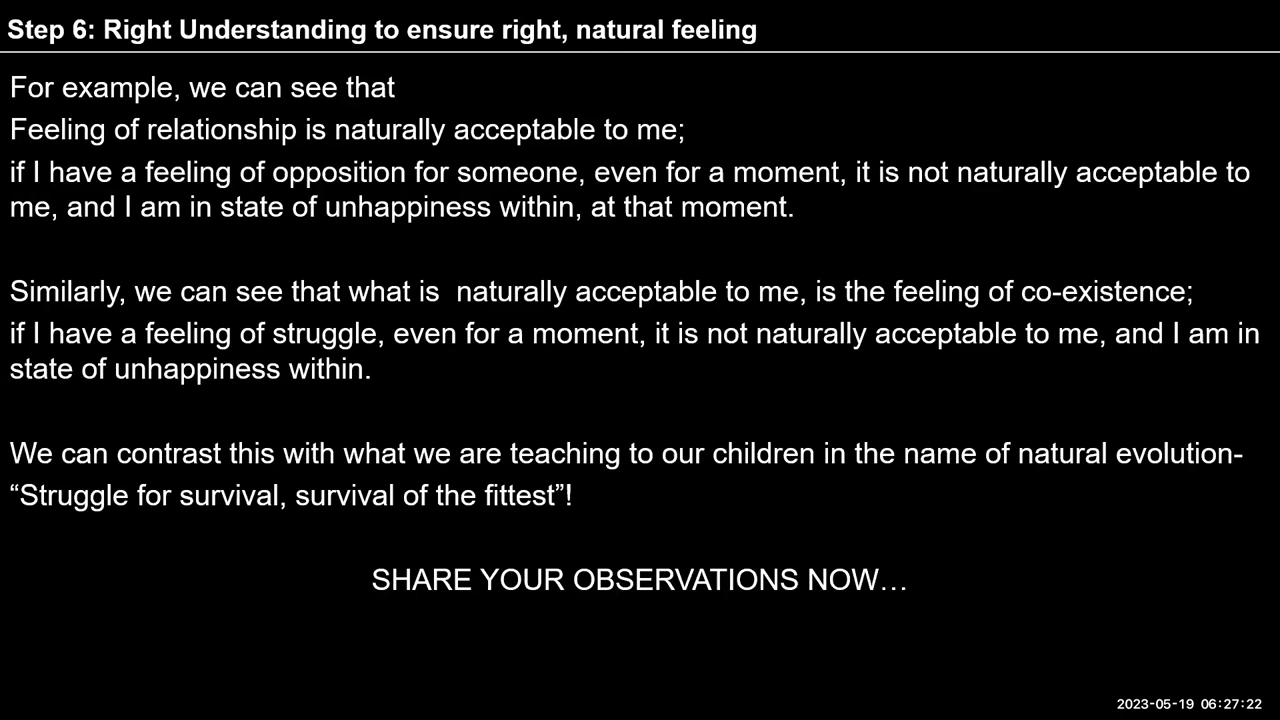 Step 6: Right Understanding to ensure right, natural feeling
For example, we can see that
Feeling of relationship is naturally acceptable to me;
if I have a feeling of opposition for someone, even for a moment, it is not naturally acceptable to
me, and I am in state of unhappiness within, at that moment.
Similarly, we can see that what is  naturally acceptable to me, is the feeling of co-existence;
if I have a feeling of struggle, even for a moment, it is not naturally acceptable to me, and I am in
state of unhappiness within.
We can contrast this with what we are teaching to our children in the name of natural evolution-
“Struggle for survival, survival of the fittest”!
SHARE YOUR OBSERVATIONS NOW…
2023-05-19 06:27:22